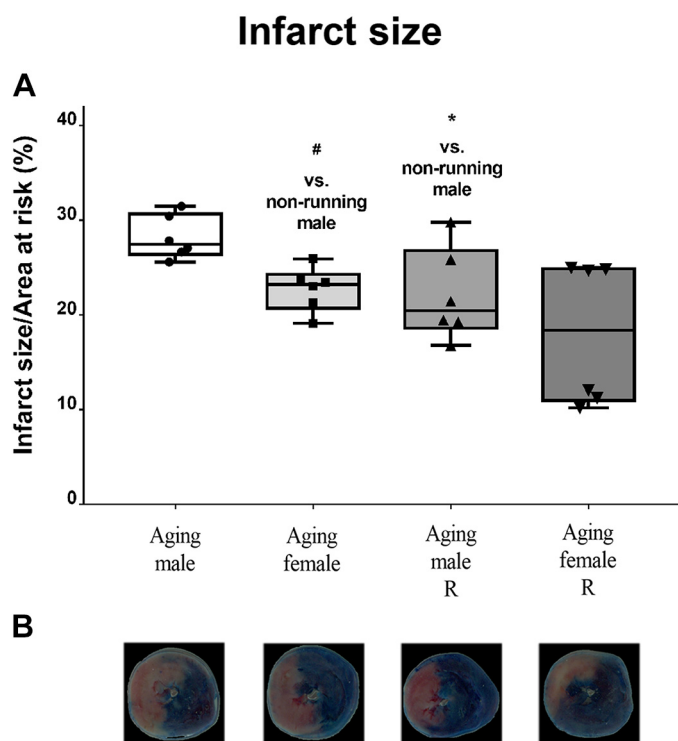 Infarct size
A
Infarct size/Area at risk (%)
40
30
20
10
0
#
vs.
non-running
male
*
vs.
non-running
male
Aging
male
Aging
female
Aging
male
R
Aging
female
R
B